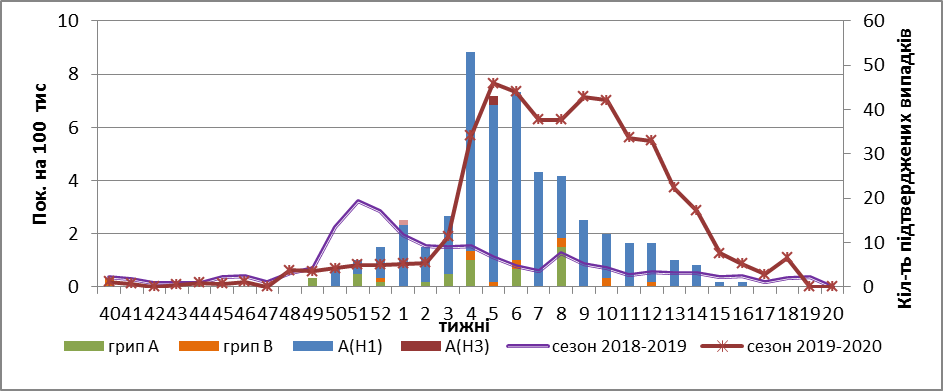 Пок. на 100 тис
10
8
6
4
2
0
60
50
40
30
20
10
0
Кіл-ть підтверджених випадків
40 41 42 43 44 45 46 47 48 49 50 51 52 1 2 3 4 5 6 7 8 9 10 11 12 13 14 15 16 17 18 19 20
тижні
грип А грип В А(Н1) А(Н3) сезон 2018-2019 сезон 2019-2020